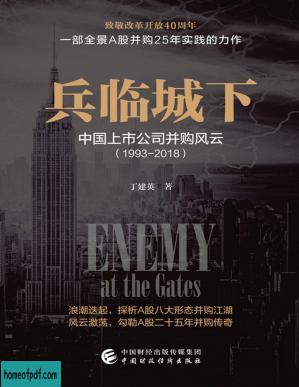 致敬改革开放40周年
一部全景A股并购25年实践的力作
兵临城下
中国上市公司并购风云
(1993-2018)
丁建英 著
ENEMY
at the Gates
浪潮迭起，探析A股八大形态并购江湖
风云激荡，勾勒A股二十五年并购传奇
中国财经出版传媒集团
中国财政经济出版社
homeofpdf.com